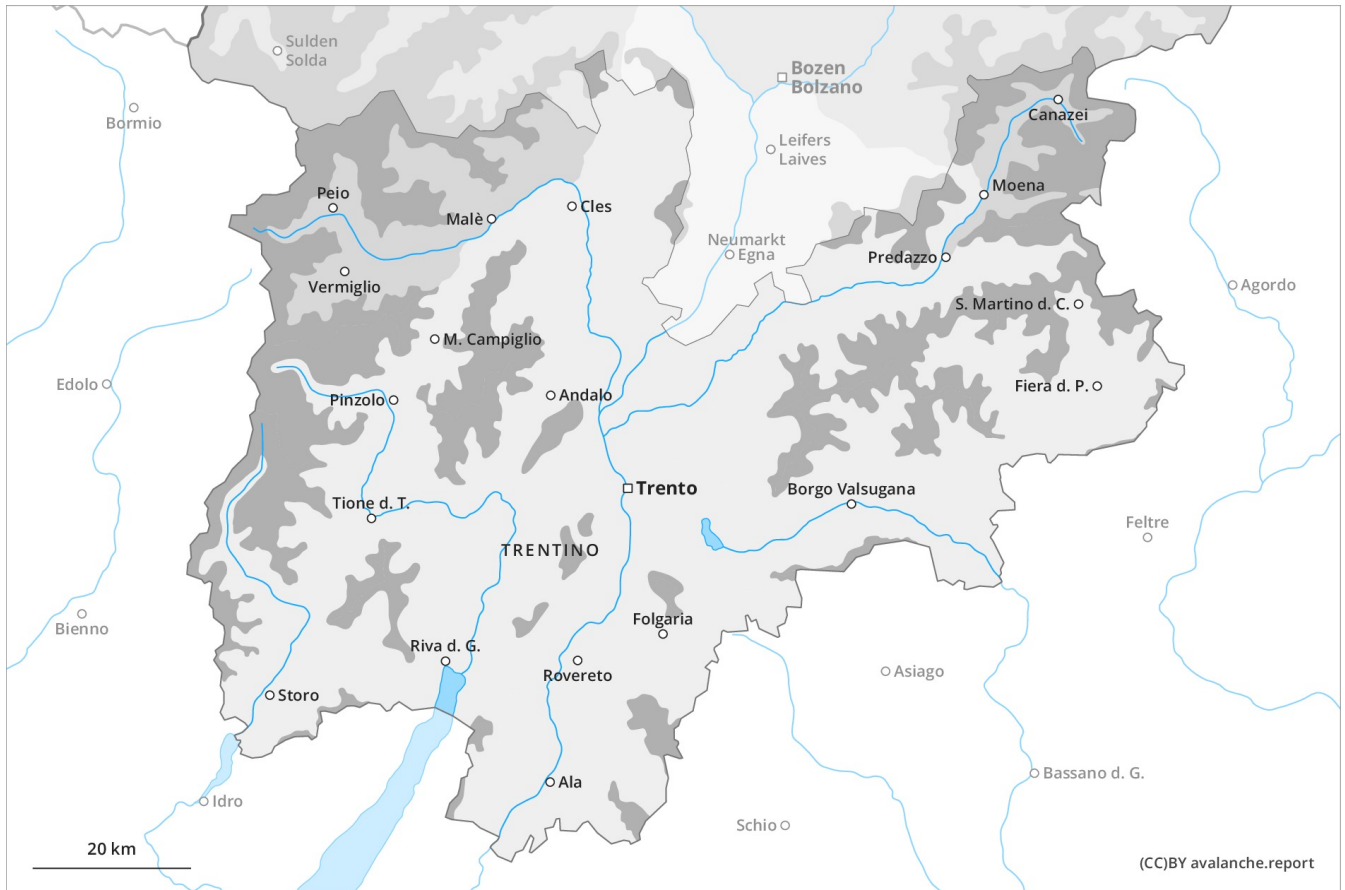 Sulden
Solda
Bozen
Bolzano
Bormio
Canazei
Leifers
Laives
Peio
Moena
Malè
Cles
Neumarkt
Egna
Predazzo
Vermiglio
Agordo
S. Martino d. C.
M. Campiglio
Edolo
Fiera d. P.
Andalo
Pinzolo
Trento
Borgo Valsugana
Tione d. T.
Feltre
TRENTINO
Folgaria
Bienno
Riva d. G.
Asiago
Rovereto
Storo
Bassano d. G.
Ala
Idro
Schio
20 km
(CC)BY avalanche.report